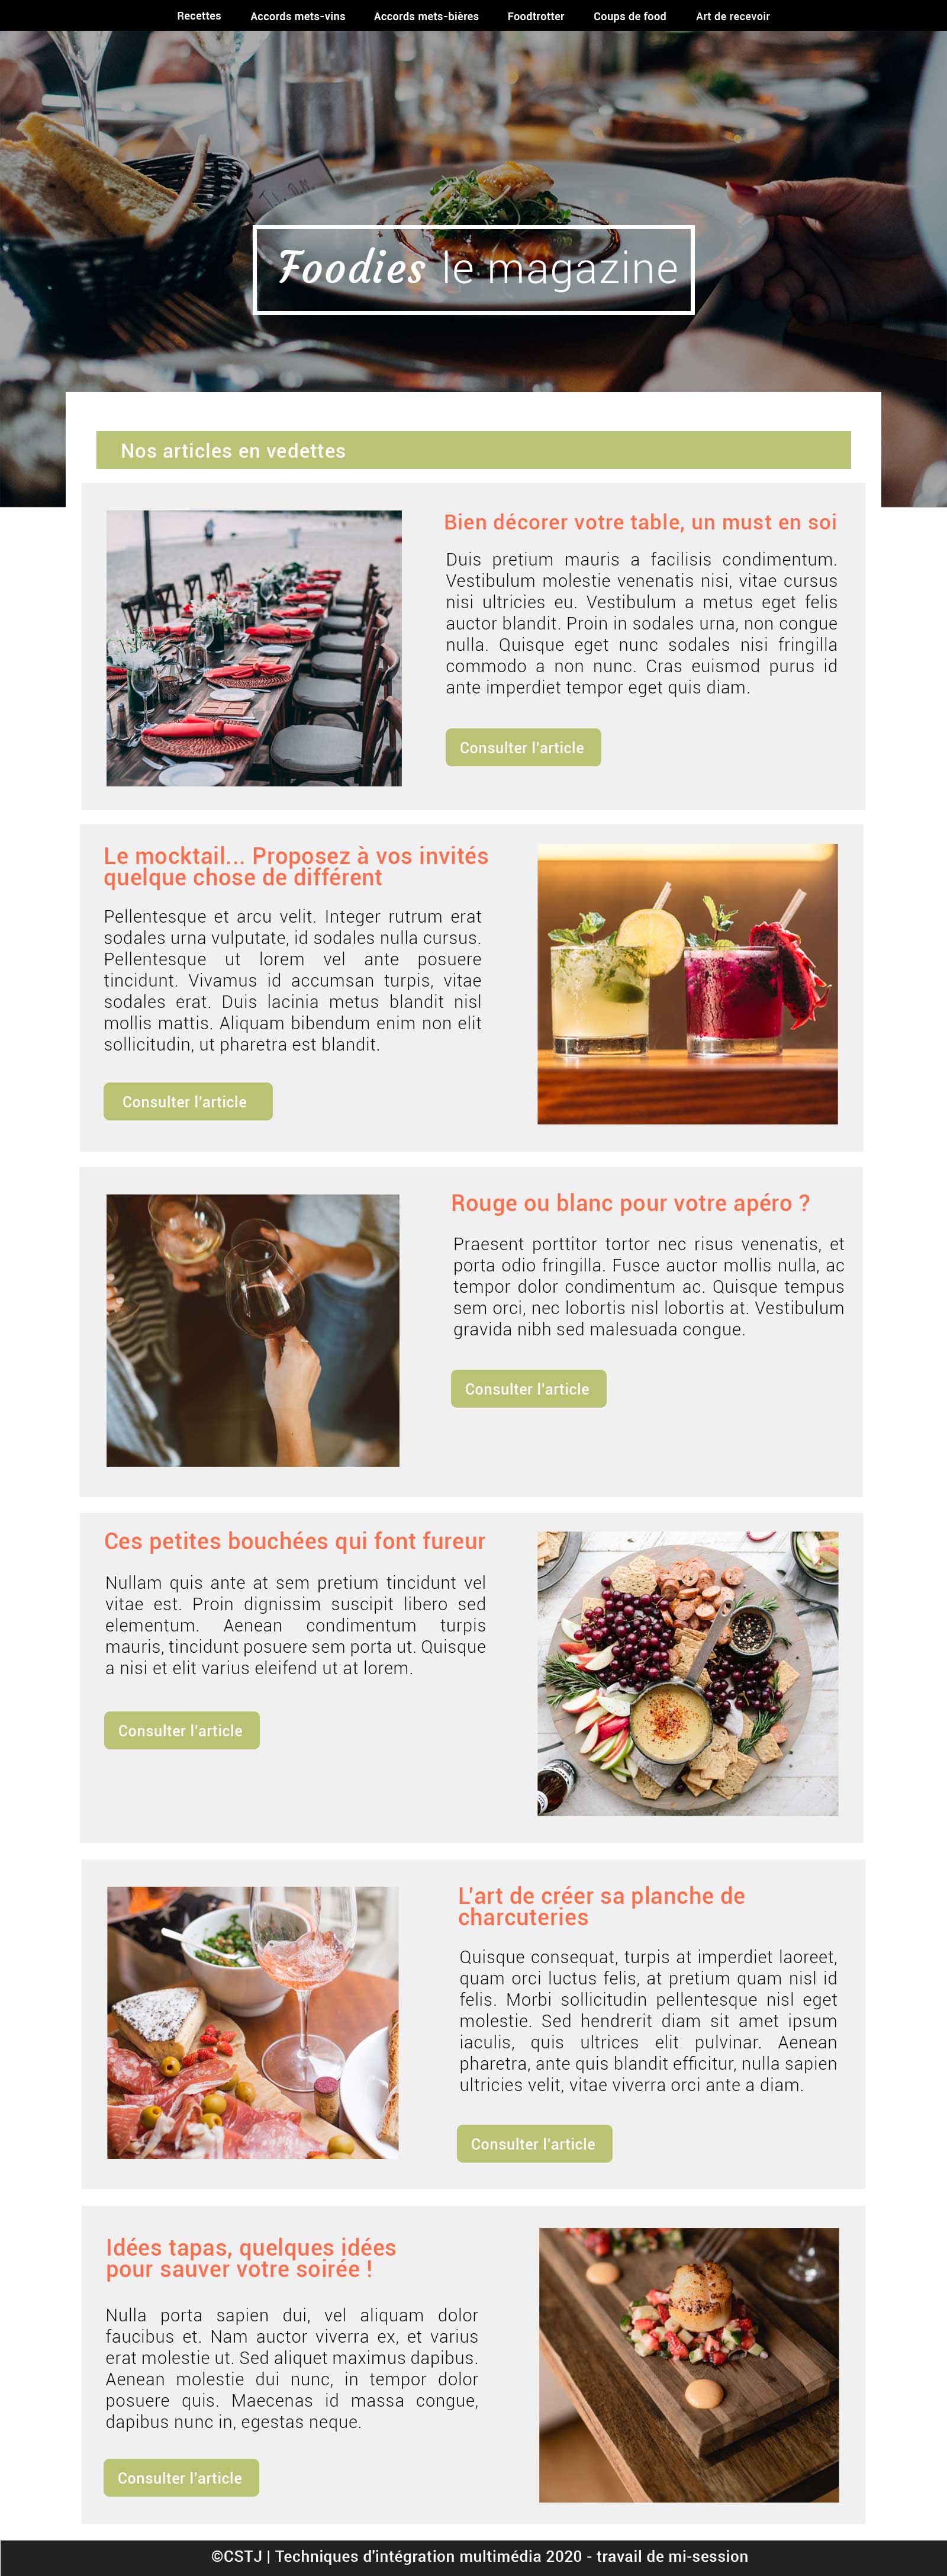 Recettes Accords mets-vins Accords mets-bières Foodtrotter Coups de food Art de recevoir
Foodies le magazine
Nos articles en vedettes
Bien décorer votre table, un must en soi
Duis pretium mauris a facilisis condimentum.
Vestibulum molestie venenatis nisi, vitae cursus
nisi ultricies eu. Vestibulum a metus eget felis
auctor blandit. Proin in sodales urna, non congue
nulla. Quisque eget nunc sodales nisi fringilla
commodo a non nunc. Cras euismod purus id
ante imperdiet tempor eget quis diam.
Consulter l'article
Le mocktail... Proposez à vos invités
quelque chose de différent
Pellentesque et arcu velit. Integer rutrum erat
sodales urna vulputate, id sodales nulla cursus.
Pellentesque ut lorem vel ante posuere
tincidunt. Vivamus id accumsan turpis, vitae
sodales erat. Duis lacinia metus blandit nisl
mollis mattis. Aliquam bibendum enim non elit
sollicitudin, ut pharetra est blandit.
Consulter l'article
Rouge ou blanc pour votre apéro ?
Praesent porttitor tortor nec risus venenatis, et
porta odio fringilla. Fusce auctor mollis nulla, ac
tempor dolor condimentum ac. Quisque tempus
sem orci, nec lobortis nisl lobortis at. Vestibulum
gravida nibh sed malesuada congue.
Consulter l'article
Ces petites bouchées qui font fureur
Nullam quis ante at sem pretium tincidunt vel
vitae est. Proin dignissim suscipit libero sed
elementum. Aenean condimentum turpis
mauris, tincidunt posuere sem porta ut. Quisque
a nisi et elit varius eleifend ut at lorem.
Consulter l'article
L'art de créer sa planche de
charcuteries
Quisque consequat, turpis at imperdiet laoreet,
quam orci luctus felis, at pretium quam nisl id
felis. Morbi sollicitudin pellentesque nisl eget
molestie. Sed hendrerit diam sit amet ipsum
iaculis, quis ultrices elit pulvinar. Aenean
pharetra, ante quis blandit efficitur, nulla sapien
ultricies velit, vitae viverra orci ante a diam.
Consulter l'article
Idées tapas, quelques idées
pour sauver votre soirée !
Nulla porta sapien dui, vel aliquam dolor
faucibus et. Nam auctor viverra ex, et varius
erat molestie ut. Sed aliquet maximus dapibus.
Aenean molestie dui nunc, in tempor dolor
posuere quis. Maecenas id massa congue,
dapibus nunc in, egestas neque.
Consulter l'article
©CSTJ | Techniques d'intégration multimédia 2020 - travail de mi-session